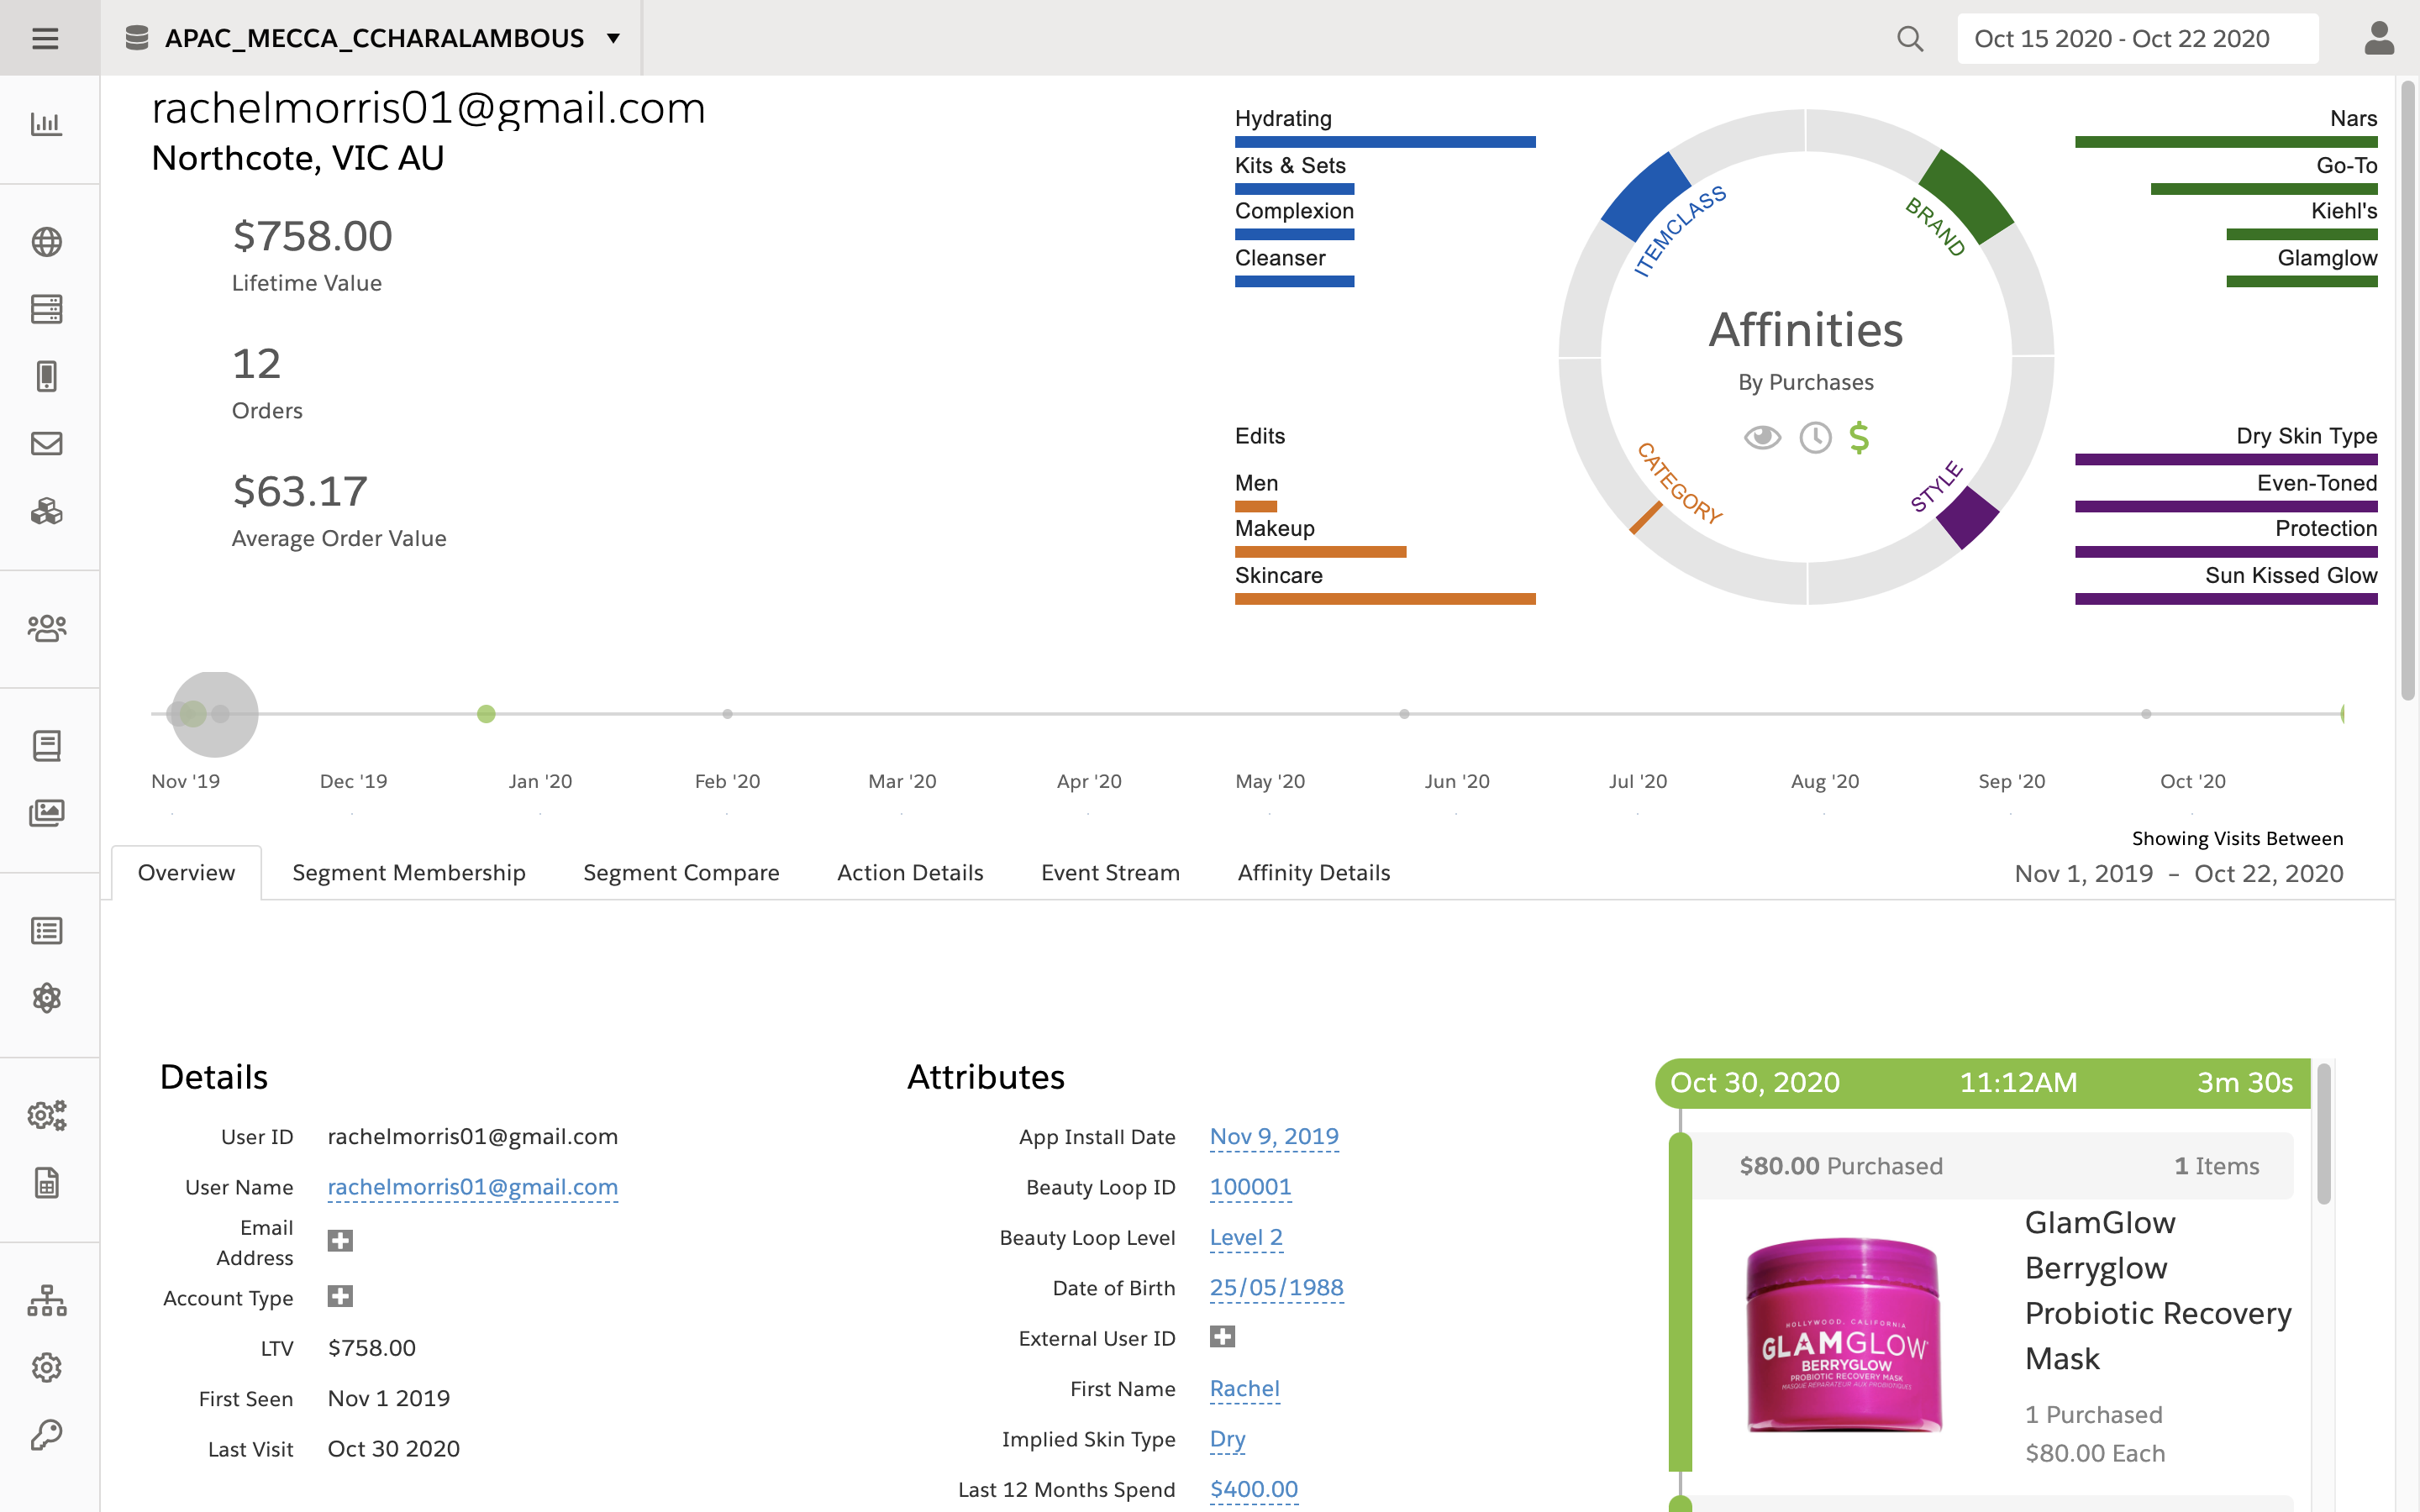 APAC_MECCA_CCHARALAMBOUS
Oct 15 2020 - Oct 22 2020
rachelmorris01@gmail.com
Northcote, VIC AU
$758.00
Lifetime Value
12
Orders
$63.17
Average Order Value
Hydrating
Kits & Sets
Complexion
Cleanser
Nars
Go-To
Kiehl's
Glamglow
ITEMCLASS
BRAND
Affinities
By Purchases
CATEGORY
STYLE
Edits
Men
Makeup
Skincare
Dry Skin Type
Even-Toned
Protection
Sun Kissed Glow
Nov '19
Dec '19
Jan '20
Feb '20
Mar '20
Apr '20
May '20
Jun '20
Jul '20
Aug '20
Sep '20
Oct '20
Showing Visits Between
Nov 1, 2019 – Oct 22, 2020
Overview
Segment Membership
Segment Compare
Action Details
Event Stream
Affinity Details
Details
User ID rachelmorris01@gmail.com
User Name rachelmorris01@gmail.com
Email
Address
Account Type
LTV $758.00
First Seen Nov 1 2019
Last Visit Oct 30 2020
Attributes
App Install Date Nov 9, 2019
Beauty Loop ID 100001
Beauty Loop Level Level 2
Date of Birth 25/05/1988
External User ID
First Name Rachel
Implied Skin Type Dry
Last 12 Months Spend $400.00
Oct 30, 2020 11:12AM 3m 30s
$80.00 Purchased 1 Items
GlamGlow
Berryglow
Probiotic Recovery
Mask
1 Purchased
$80.00 Each
HOLLYWOOD, CALIFORNIA
GLAMGLOW
BERRYGLOW
PROBIOTIC RECOVERY MASK
MASQUE RÉPARATEUR AUX PROBIOTIQUES